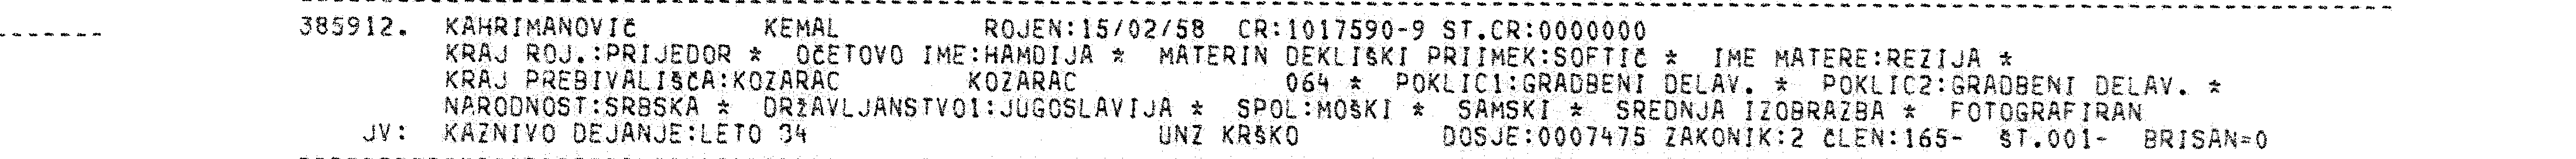 385912. KAHRIMANOVIČ KEMAL ROJEN:15/02/58 CR:1017590-9 ST.CR:0000000
KRAJ ROJ.:PRIJEDOR * OČETOVO IME:HAMDIJA * MATERIN DEKLIŠKI PRIIMEK:SOFTIČ * IME MATERE:REZIJA *
KRAJ PREBIVALIŠČA:KOZARAC KOZARAC 064 * POKLIC1:GRADBENI DELAV. * POKLIC2:GRADBENI DELAV. *
NARODNOST:SRBSKA * DRŽAVLJANSTVO1:JUGOSLAVIJA * SPOL:MOŠKI * SAMSKI * SREDNJA IZOBRAZBA * FOTOGRAFIRAN
JV: KAZNIVO DEJANJE:LETO 84 UNZ KRŠKO DOSJE:0007475 ZAKONIK:2 ČLEN:165- ŠT.001- BRISAN=0